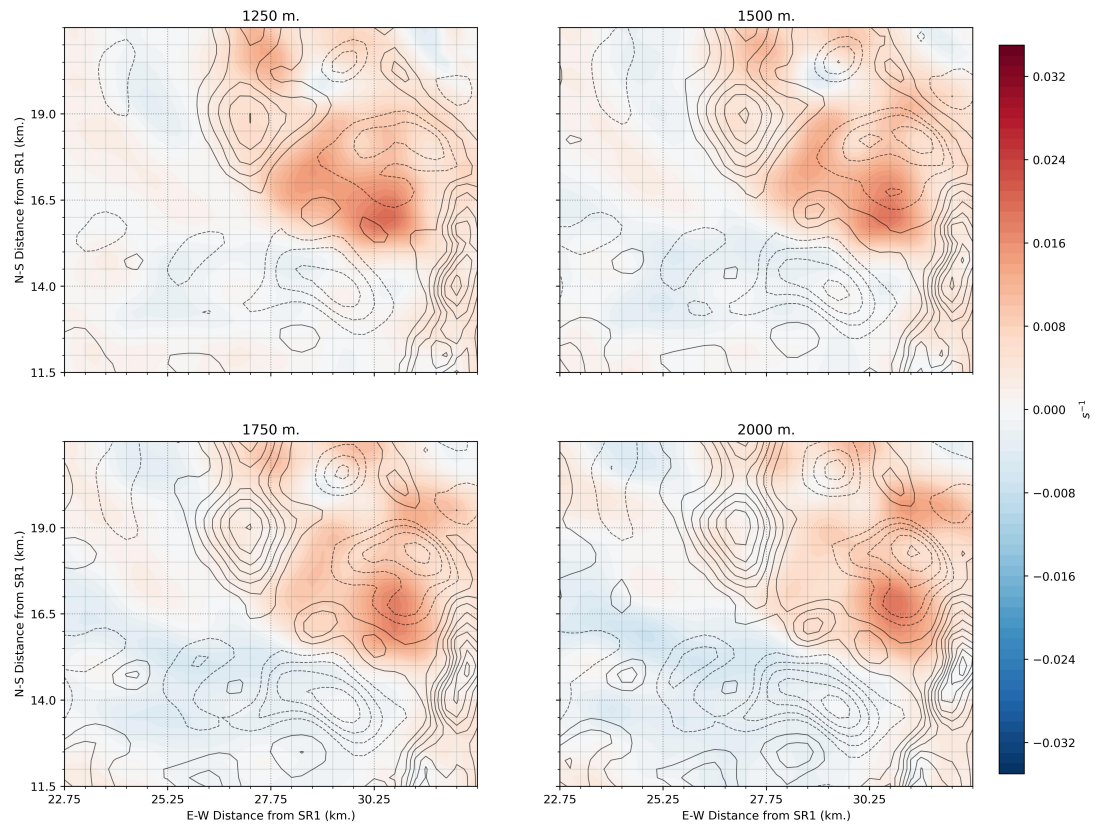 1250 m.
1500 m.
N-S Distance from SR1 (km.)
19.0
16.5
14.0
11.5
1750 m.
2000 m.
N-S Distance from SR1 (km.)
19.0
16.5
14.0
11.5
22.75
25.25
27.75
30.25
E-W Distance from SR1 (km.)
22.75
25.25
27.75
30.25
E-W Distance from SR1 (km.)
0.032
0.024
0.016
0.008
0.000
−0.008
−0.016
−0.024
−0.032
s⁻¹